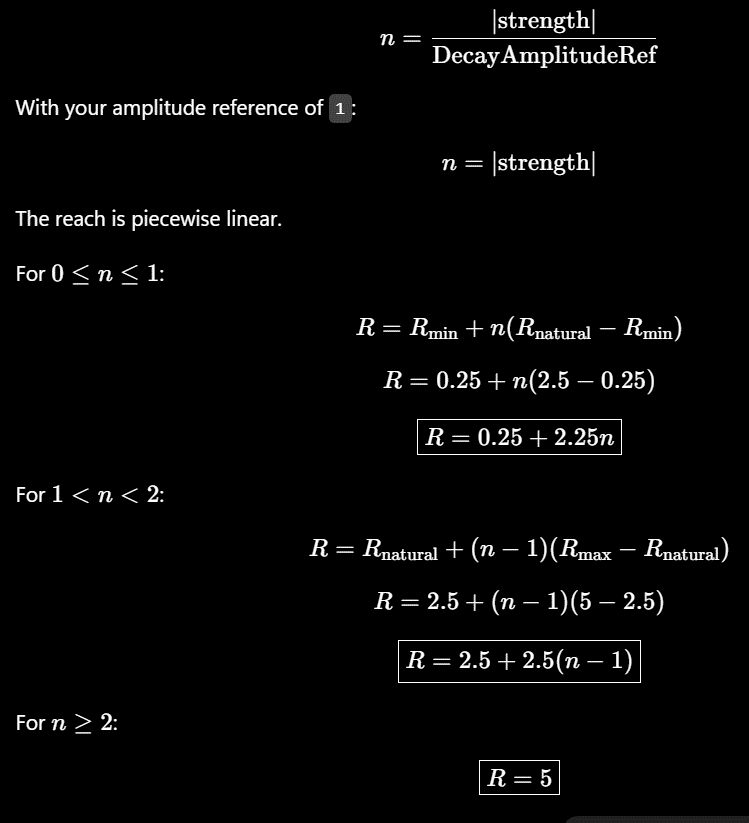 n = |strength| / DecayAmplitudeRef
With your amplitude reference of 1:
n = |strength|
The reach is piecewise linear.
For 0 ≤ n ≤ 1:
R = R_min + n(R_natural − R_min)
R = 0.25 + n(2.5 − 0.25)
R = 0.25 + 2.25n
For 1 < n < 2:
R = R_natural + (n − 1)(R_max − R_natural)
R = 2.5 + (n − 1)(5 − 2.5)
R = 2.5 + 2.5(n − 1)
For n ≥ 2:
R = 5